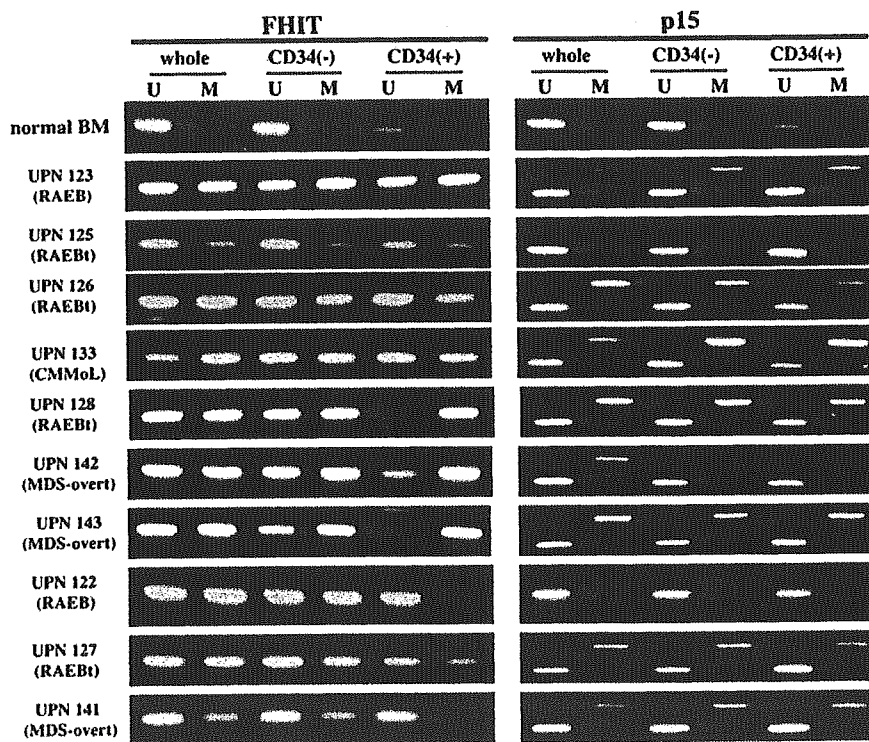 FHIT p15
whole CD34(-) CD34(+) whole CD34(-) CD34(+)
U M U M U M U M U M U M
normal BM
UPN 123
(RAEB)
UPN 125
(RAEBt)
UPN 126
(RAEBt)
UPN 133
(CMMoL)
UPN 128
(RAEBt)
UPN 142
(MDS-overt)
UPN 143
(MDS-overt)
UPN 122
(RAEB)
UPN 127
(RAEBt)
UPN 141
(MDS-overt)